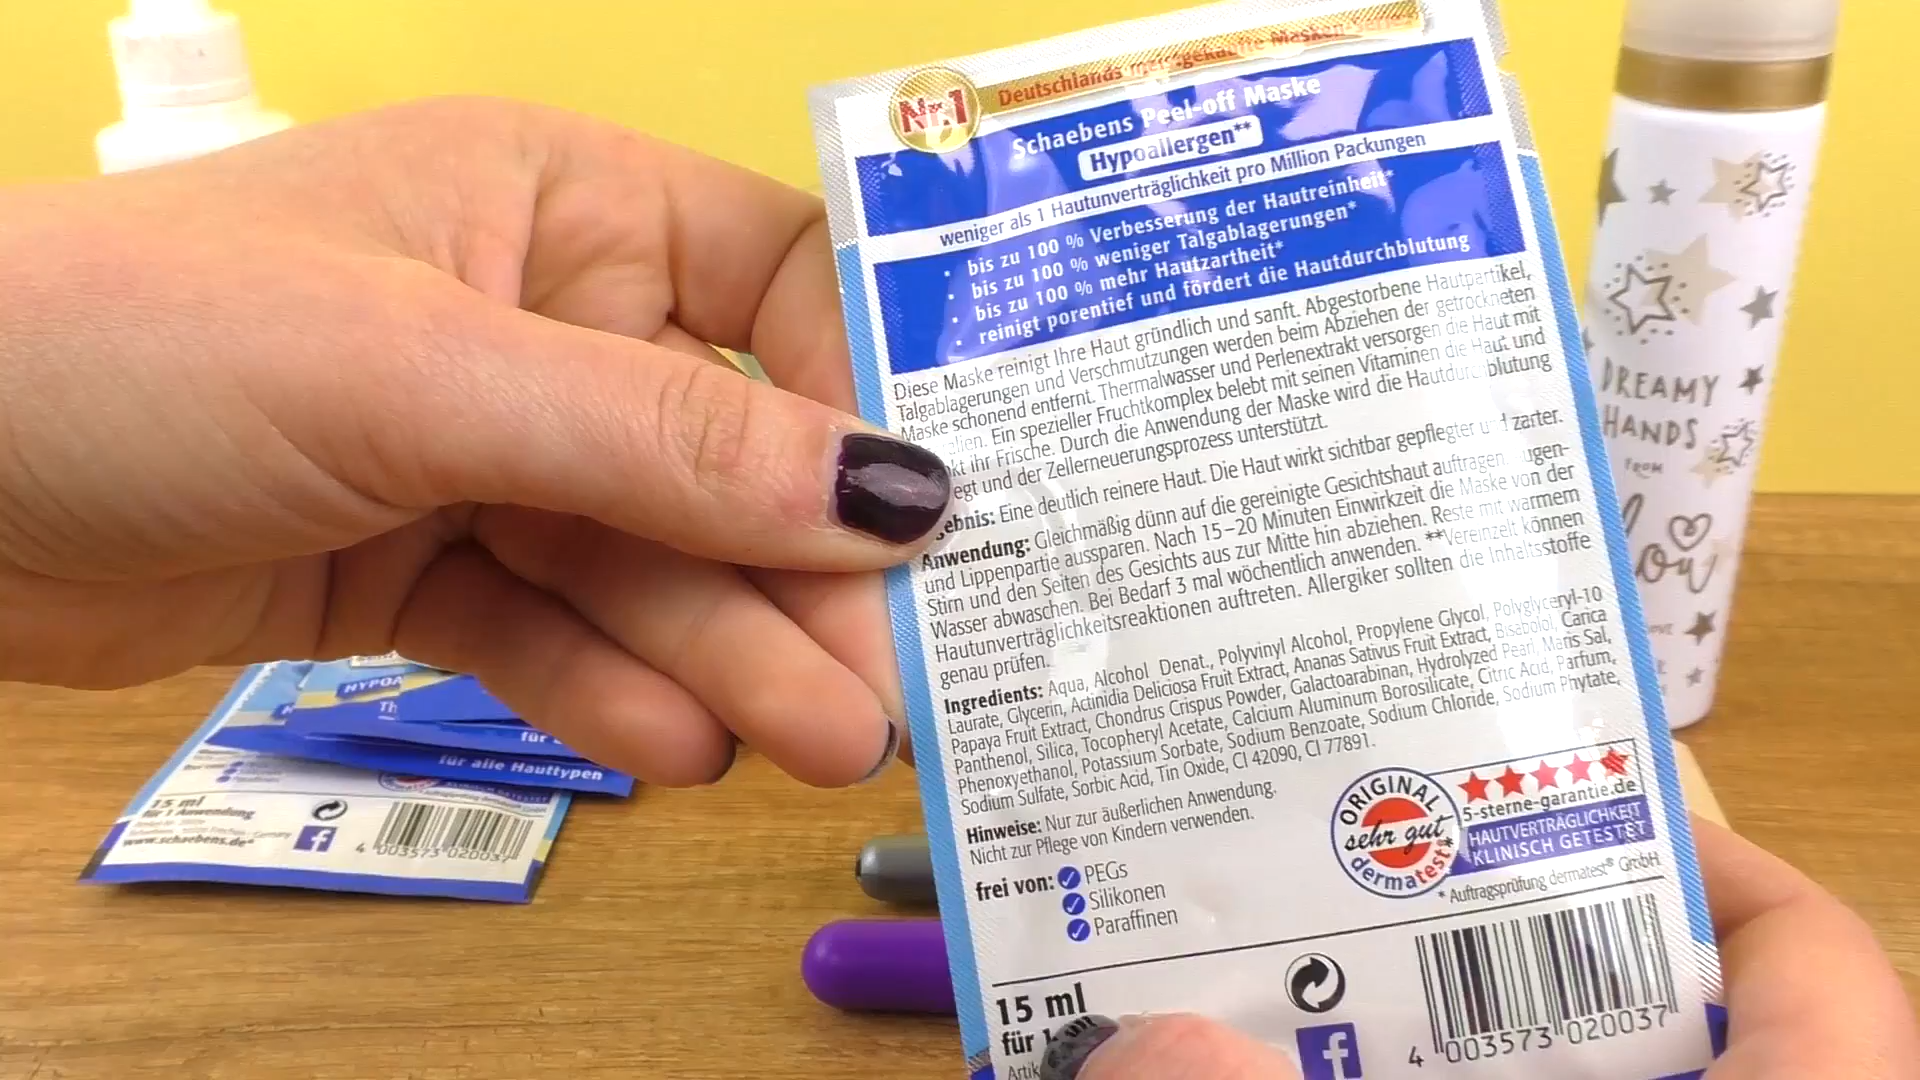 Nr.1
Deutschlands meistgekaufte Masken-Serie
Schaebens Peel-off Maske
Hypoallergen**
weniger als 1 Hautunverträglichkeit pro Million Packungen
• bis zu 100 % Verbesserung der Hautreinheit*
• bis zu 100 % weniger Talgablagerungen*
• bis zu 100 % mehr Hautzartheit*
• reinigt porentief und fördert die Hautdurchblutung
Diese Maske reinigt Ihre Haut gründlich und sanft. Abgestorbene Hautpartikel,
Talgablagerungen und Verschmutzungen werden beim Abziehen der getrockneten
Maske schonend entfernt. Thermalwasser und Perlenextrakt versorgen die Haut mit
Ein spezieller Fruchtkomplex belebt mit seinen Vitaminen die Haut und
ihr Frische. Durch die Anwendung der Maske wird die Hautdurchblutung
und der Zellerneuerungsprozess unterstützt.
Eine deutlich reinere Haut. Die Haut wirkt sichtbar gepflegter und zarter.
Anwendung: Gleichmäßig dünn auf die gereinigte Gesichtshaut auftragen, Augen-
und Lippenpartie aussparen. Nach 15–20 Minuten Einwirkzeit die Maske von der
Stirn und den Seiten des Gesichts aus zur Mitte hin abziehen. Reste mit warmem
Wasser abwaschen. Bei Bedarf 3 mal wöchentlich anwenden. **Vereinzelt können
Hautunverträglichkeitsreaktionen auftreten. Allergiker sollten die Inhaltsstoffe
genau prüfen.
Ingredients: Aqua, Alcohol Denat., Polyvinyl Alcohol, Propylene Glycol, Polyglyceryl-10
Laurate, Glycerin, Actinidia Deliciosa Fruit Extract, Ananas Sativus Fruit Extract, Bisabolol, Carica
Papaya Fruit Extract, Chondrus Crispus Powder, Galactoarabinan, Hydrolyzed Pearl, Maris Sal,
Panthenol, Silica, Tocopheryl Acetate, Calcium Aluminum Borosilicate, Citric Acid, Parfum,
Phenoxyethanol, Potassium Sorbate, Sodium Benzoate, Sodium Chloride, Sodium Phytate,
Sodium Sulfate, Sorbic Acid, Tin Oxide, CI 42090, CI 77891.
Hinweise: Nur zur äußerlichen Anwendung.
Nicht zur Pflege von Kindern verwenden.
frei von: PEGs
Silikonen
Paraffinen
ORIGINAL
sehr gut
dermatest
5-sterne-garantie.de
HAUTVERTRÄGLICHKEIT
KLINISCH GETESTET
* Auftragsprüfung dermatest® GmbH
15 ml
für 1
4 003573 020037
DREAMY
HANDS
FROM
für alle Hauttypen
15 ml
für 1 Anwendung
www.schaebens.de
4 003573 020037